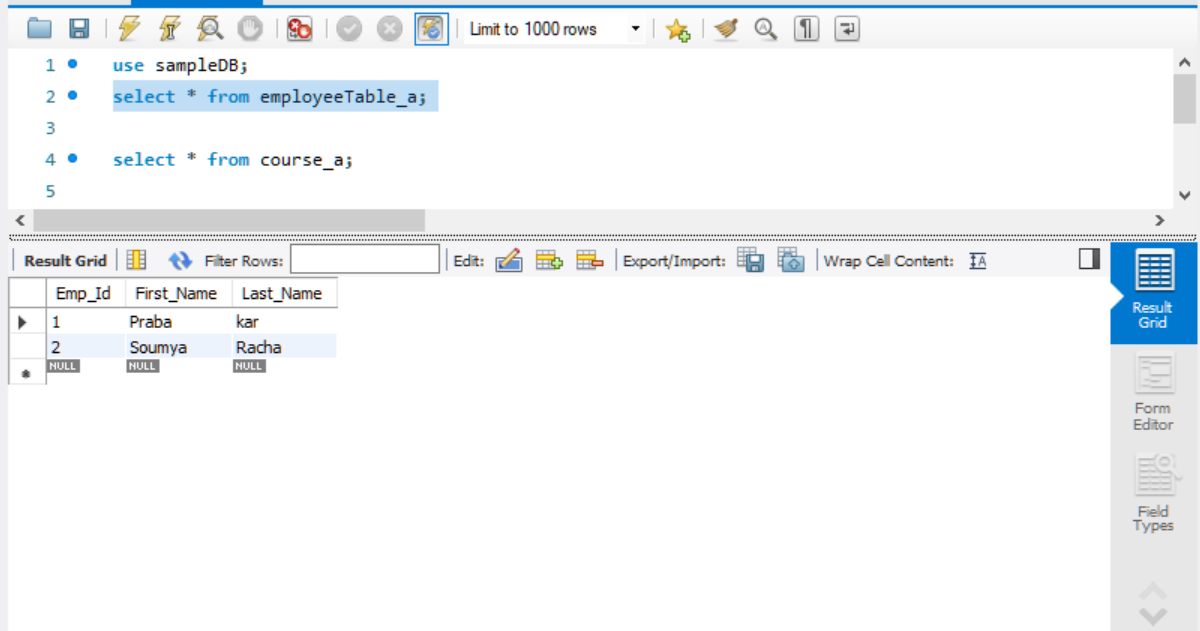 Limit to 1000 rows
1 use sampleDB;
2 select * from employeeTable_a;
3
4 select * from course_a;
5
Result Grid Filter Rows: Edit: Export/Import: Wrap Cell Content: IA
Emp_Id First_Name Last_Name
1 Praba kar
2 Soumya Racha
NULL NULL NULL
Result
Grid
Form
Editor
Field
Types